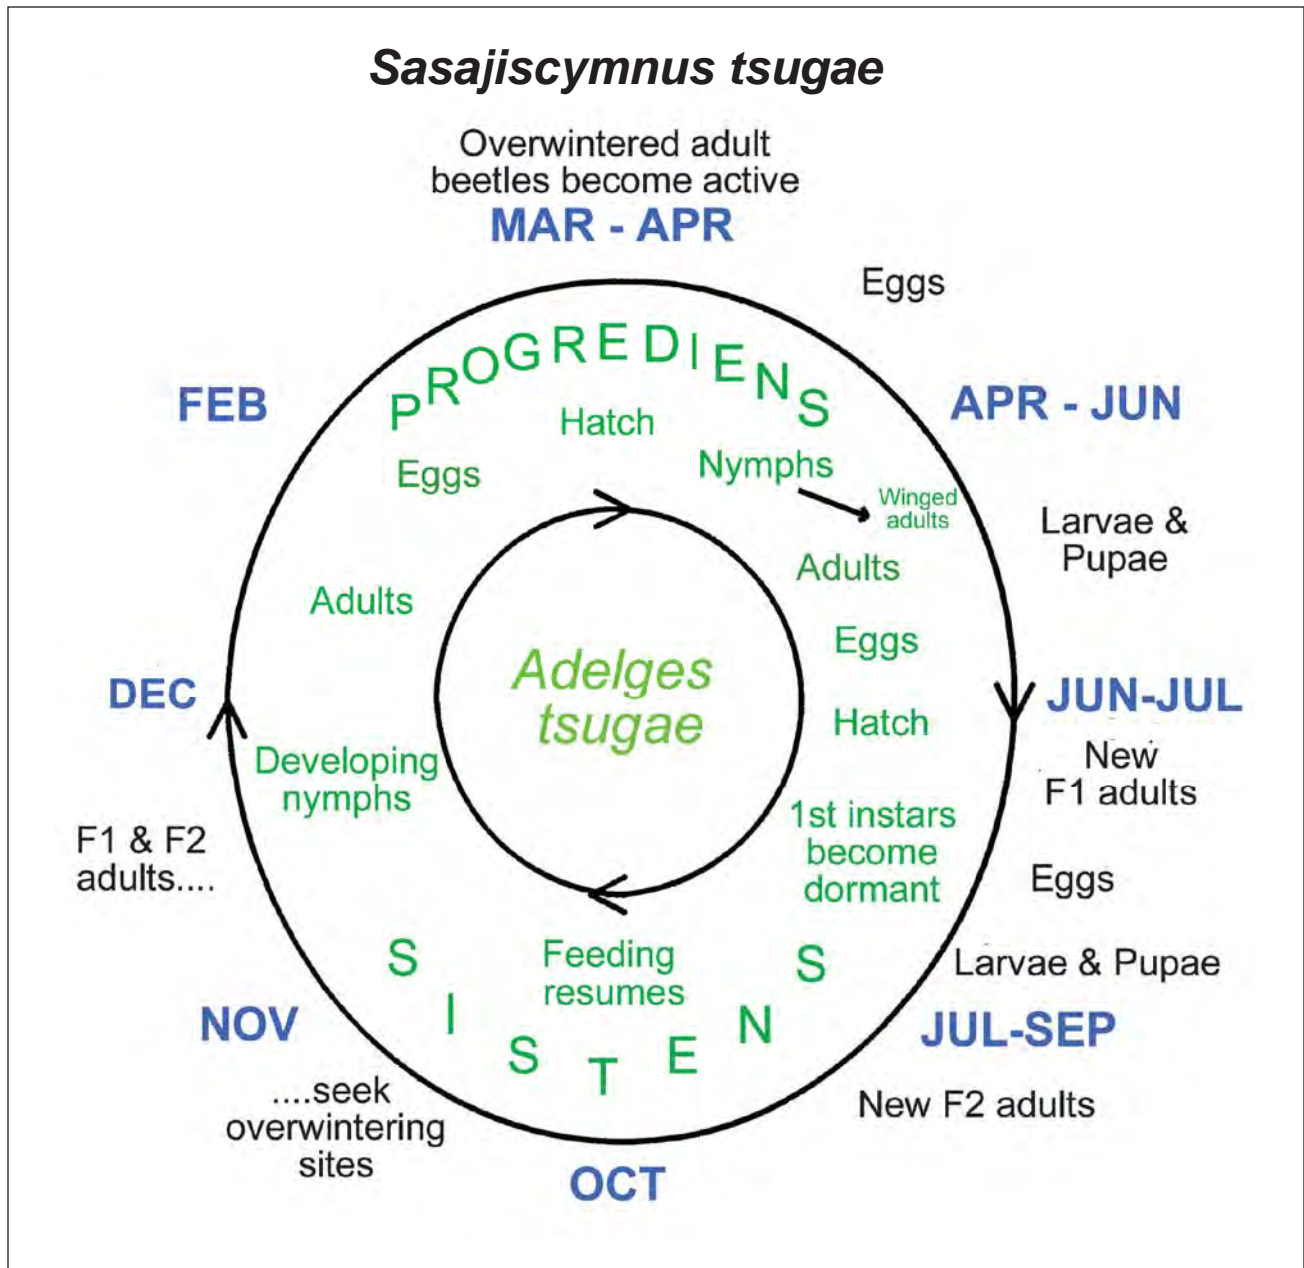 Sasajiscymnus tsugae
Overwintered adult
beetles become active
MAR - APR
Eggs
APR - JUN
Larvae &
Pupae
JUN-JUL
New
F1 adults
Eggs
Larvae & Pupae
JUL-SEP
New F2 adults
OCT
....seek
overwintering
sites
NOV
F1 & F2
adults....
DEC
FEB
PROGREDIENS
Hatch
Nymphs
Winged
adults
Adults
Eggs
Hatch
1st instars
become
dormant
SISTENS
Feeding
resumes
Developing
nymphs
Adults
Eggs
Adelges
tsugae